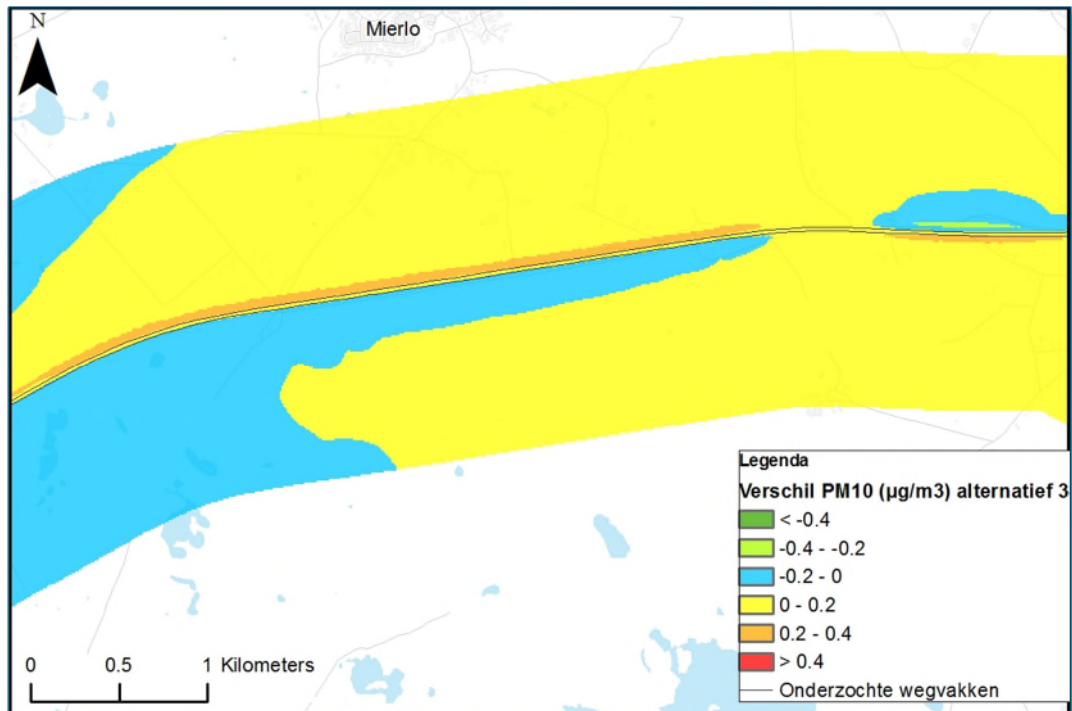 N
Mierlo
Legenda
Verschil PM10 (µg/m3) alternatief 3
< -0.4
-0.4 - -0.2
-0.2 - 0
0 - 0.2
0.2 - 0.4
> 0.4
Onderzochte wegvakken
0 0.5 1 Kilometers